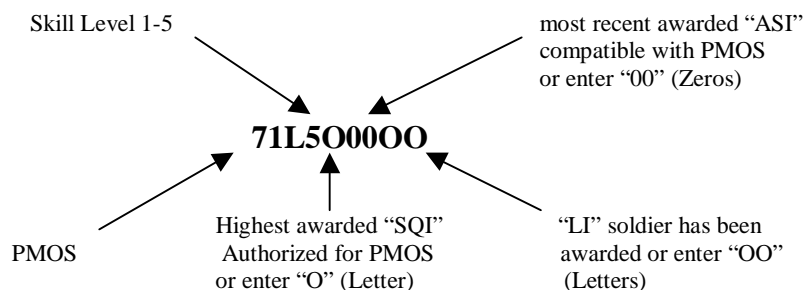 Skill Level 1-5
most recent awarded “ASI”
compatible with PMOS
or enter “00” (Zeros)
71L5O00OO
PMOS
Highest awarded “SQI”
Authorized for PMOS
or enter “O” (Letter)
“LI” soldier has been
awarded or enter “OO”
(Letters)